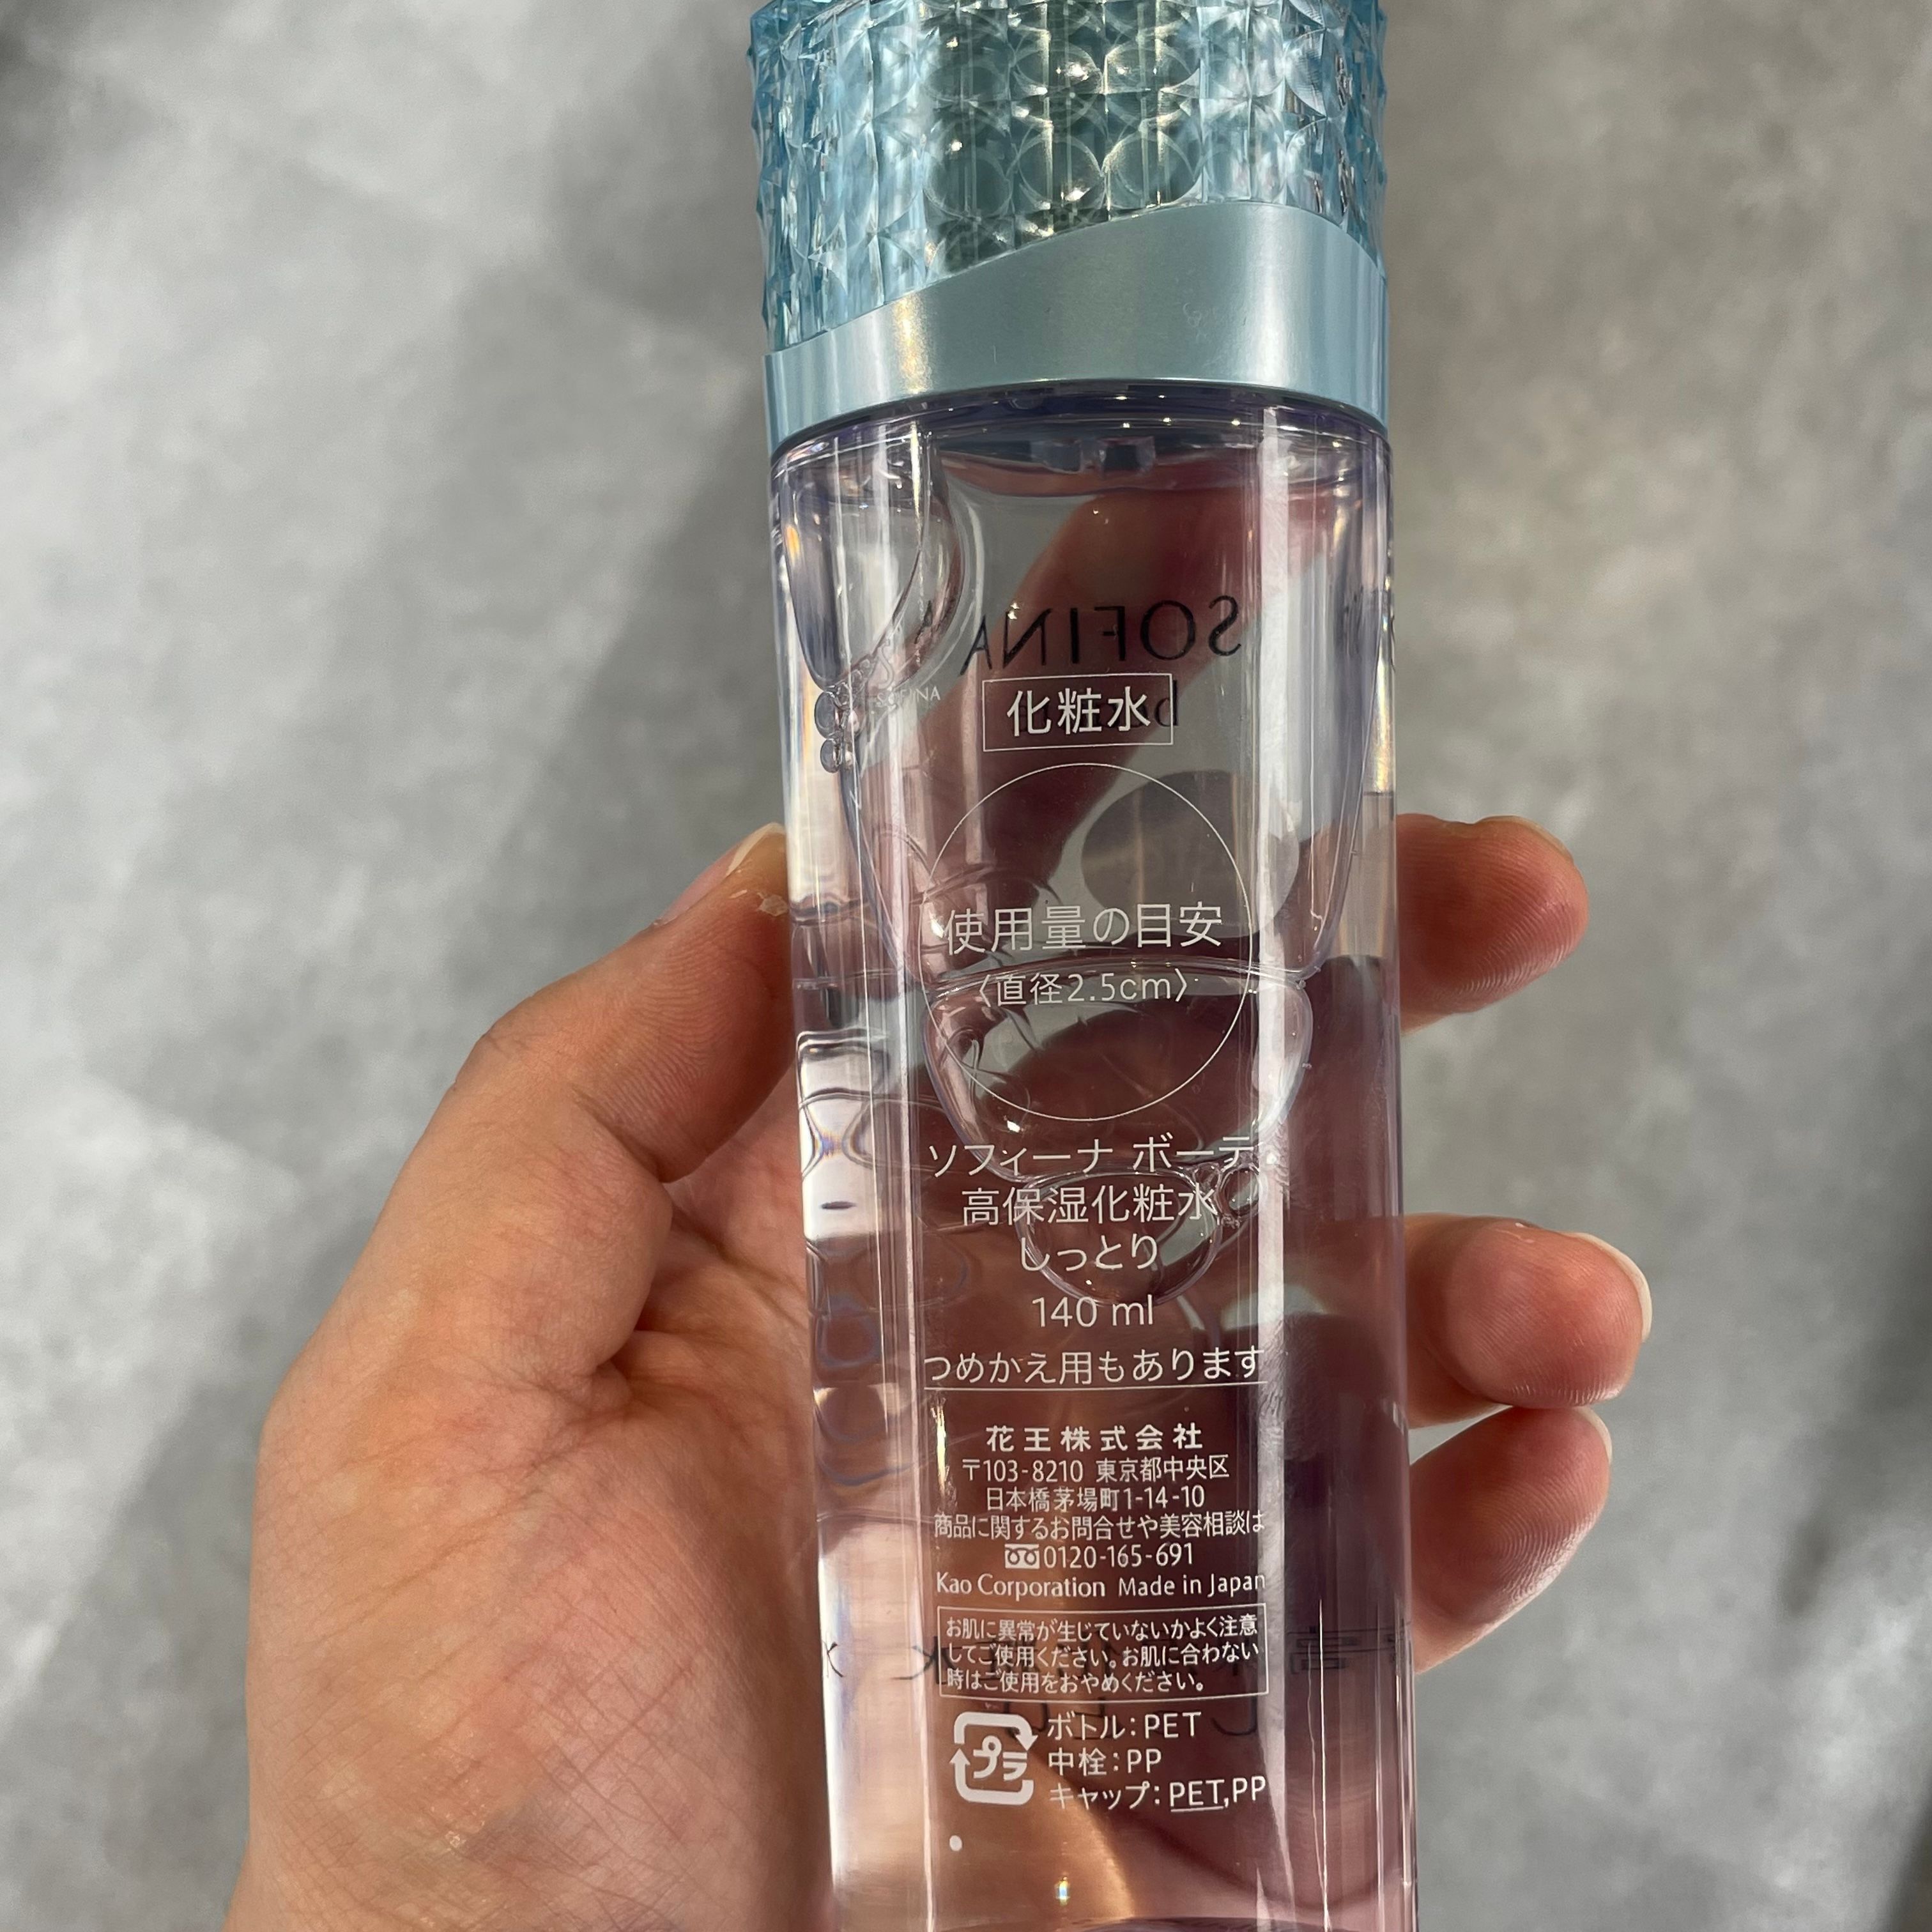 SOFINA
化粧水
使用量の目安
〈直径2.5cm〉
ソフィーナ ボーテ
高保湿化粧水
しっとり
140 ml
つめかえ用もあります
花王株式会社
〒103-8210 東京都中央区
日本橋茅場町1-14-10
商品に関するお問合せや美容相談は
0120-165-691
Kao Corporation Made in Japan
お肌に異常が生じていないかよく注意
してご使用ください。お肌に合わない
時はご使用をおやめください。
プラ
ボトル:PET
中栓:PP
キャップ:PET,PP